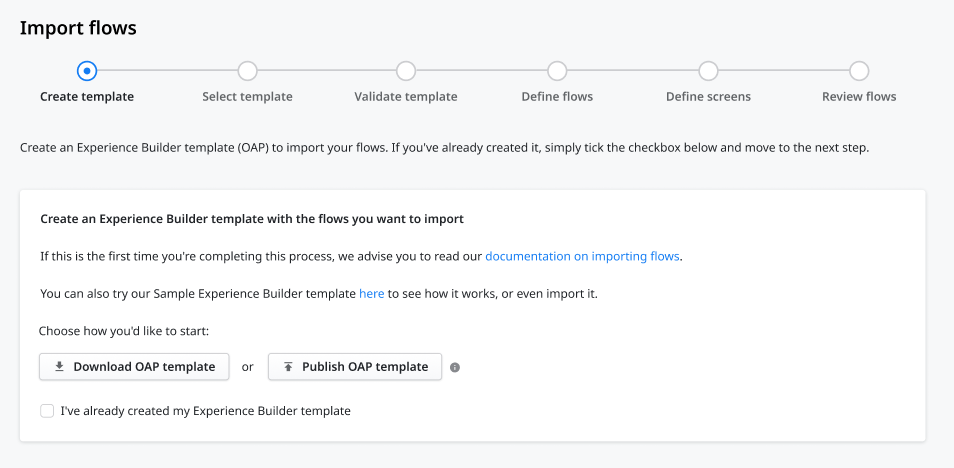 Import flows
Create template
Select template
Validate template
Define flows
Define screens
Review flows
Create an Experience Builder template (OAP) to import your flows. If you've already created it, simply tick the checkbox below and move to the next step.
Create an Experience Builder template with the flows you want to import
If this is the first time you're completing this process, we advise you to read our documentation on importing flows.
You can also try our Sample Experience Builder template here to see how it works, or even import it.
Choose how you'd like to start:
Download OAP template or Publish OAP template
I've already created my Experience Builder template